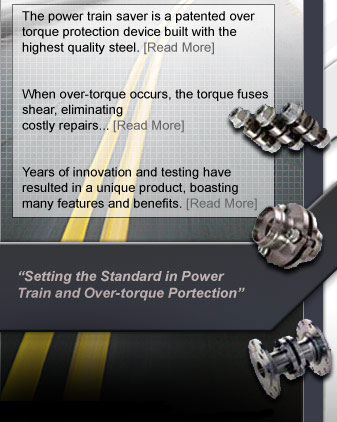 The power train saver is a patented over
torque protection device built with the
highest quality steel. [Read More]
When over-torque occurs, the torque fuses
shear, eliminating
costly repairs... [Read More]
Years of innovation and testing have
resulted in a unique product, boasting
many features and benefits. [Read More]
“Setting the Standard in Power
Train and Over-torque Portection”